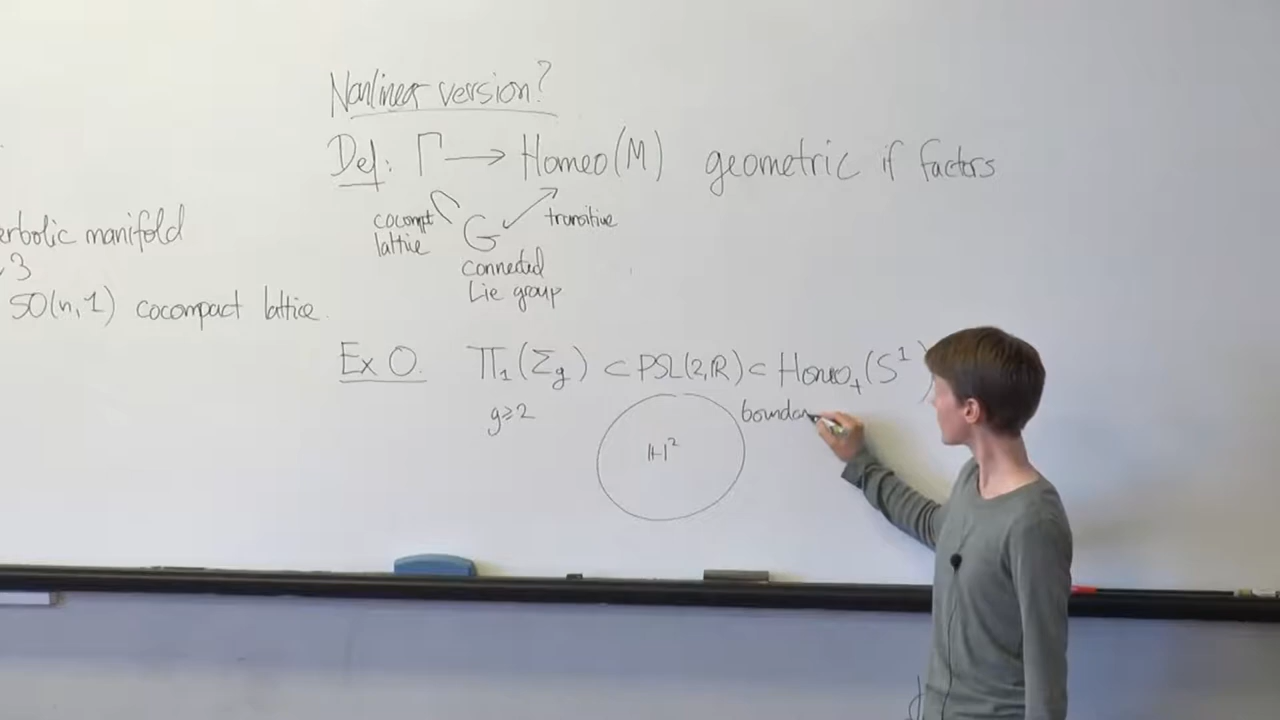 Nonlinear version?
Def: Γ → Homeo(M) geometric if factors
cocompt lattice
G
transitive
connected
Lie group
erbolic manifold
3
SO(n,1) cocompact lattice.
Ex 0. π₁(Σg) ⊂ PSL(2,ℝ) ⊂ Homeo₊(S¹)
g≥2
boundar
ℍ²